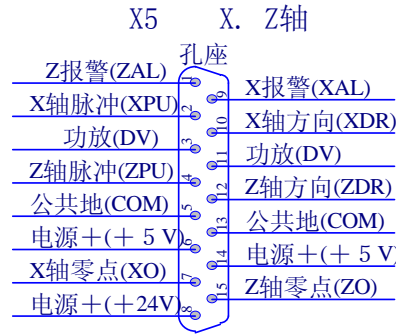 X5 X. Z轴
孔座
Z报警(ZAL)
1
X轴脉冲(XPU)
2
功放(DV)
3
Z轴脉冲(ZPU)
4
公共地(COM)
5
电源＋(＋５V)
6
X轴零点(XO)
7
电源＋(＋24V)
8
X报警(XAL)
9
X轴方向(XDR)
10
功放(DV)
11
Z轴方向(ZDR)
12
公共地(COM)
13
电源＋(＋５V)
14
Z轴零点(ZO)
15